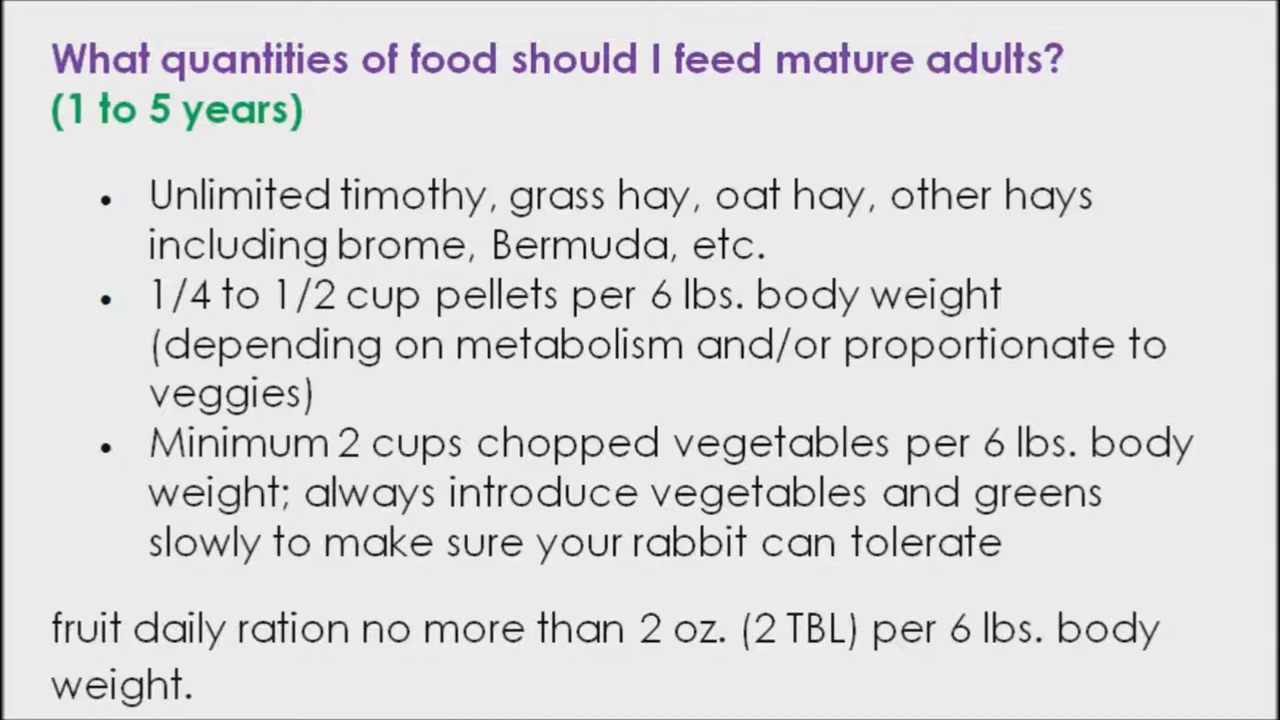 What quantities of food should I feed mature adults?
(1 to 5 years)
• Unlimited timothy, grass hay, oat hay, other hays
including brome, Bermuda, etc.
• 1/4 to 1/2 cup pellets per 6 lbs. body weight
(depending on metabolism and/or proportionate to
veggies)
• Minimum 2 cups chopped vegetables per 6 lbs. body
weight; always introduce vegetables and greens
slowly to make sure your rabbit can tolerate
fruit daily ration no more than 2 oz. (2 TBL) per 6 lbs. body
weight.